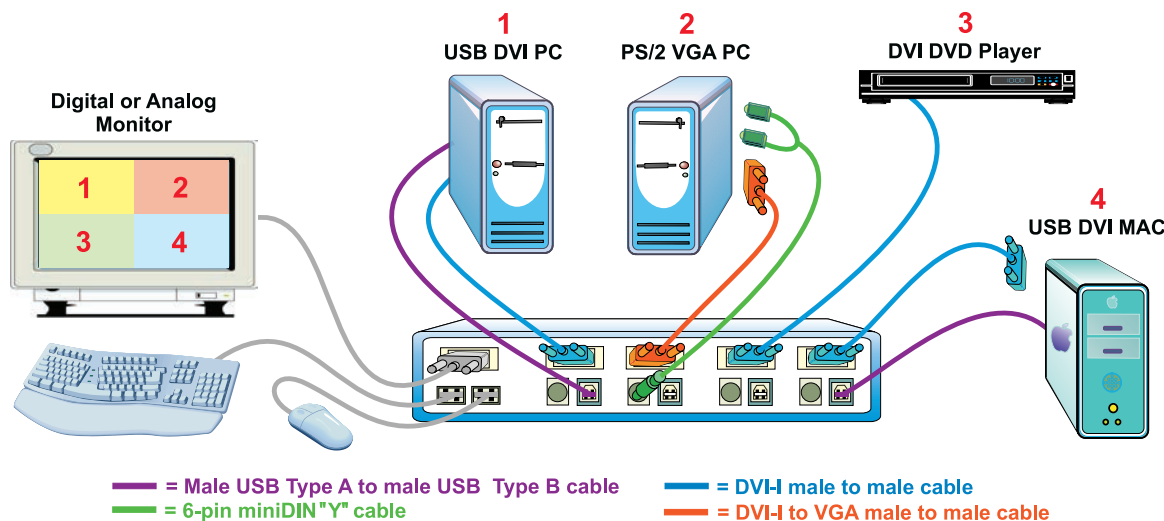 1
USB DVI PC
2
PS/2 VGA PC
3
DVI DVD Player
Digital or Analog
Monitor
1
2
3
4
4
USB DVI MAC
= Male USB Type A to male USB Type B cable
= 6-pin miniDIN "Y" cable
= DVI-I male to male cable
= DVI-I to VGA male to male cable